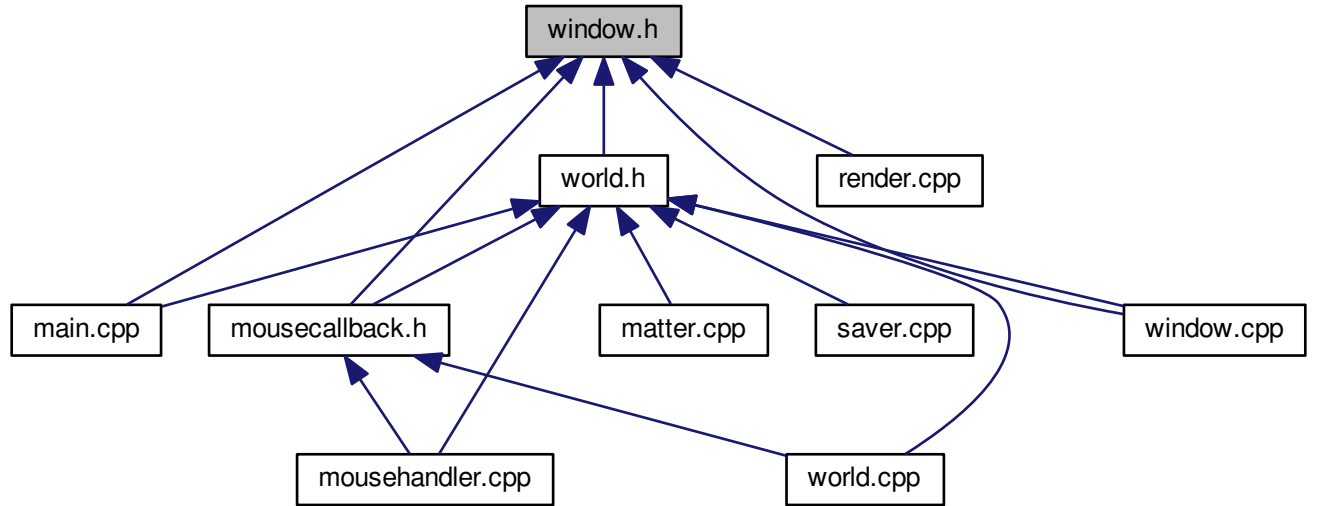 window.h
world.h
render.cpp
main.cpp
mousecallback.h
matter.cpp
saver.cpp
window.cpp
mousehandler.cpp
world.cpp